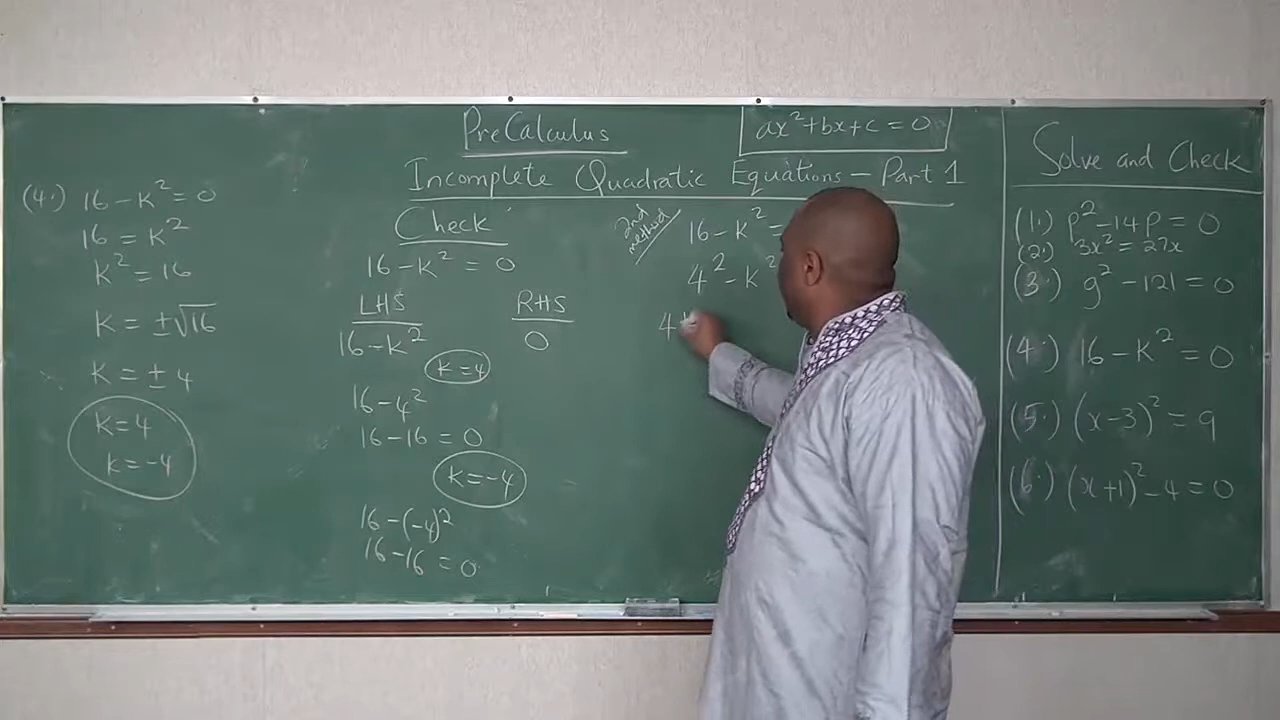 PreCalculus
ax²+bx+c=0
Incomplete Quadratic Equations – Part 1
(4.) 16-k²=0
16=k²
k²=16
k=±√16
k=±4
k=4
k=-4
Check
16-k²=0
LHS
RHS
16-k²
0
k=4
16-4²
16-16=0
k=-4
16-(-4)²
16-16=0
2nd method
16-k²=
4²-k²
4
Solve and Check
(1.) p²-14p=0
(2.) 3x²=27x
(3.) g²-121=0
(4.) 16-k²=0
(5.) (x-3)²=9
(6.) (x+1)²-4=0